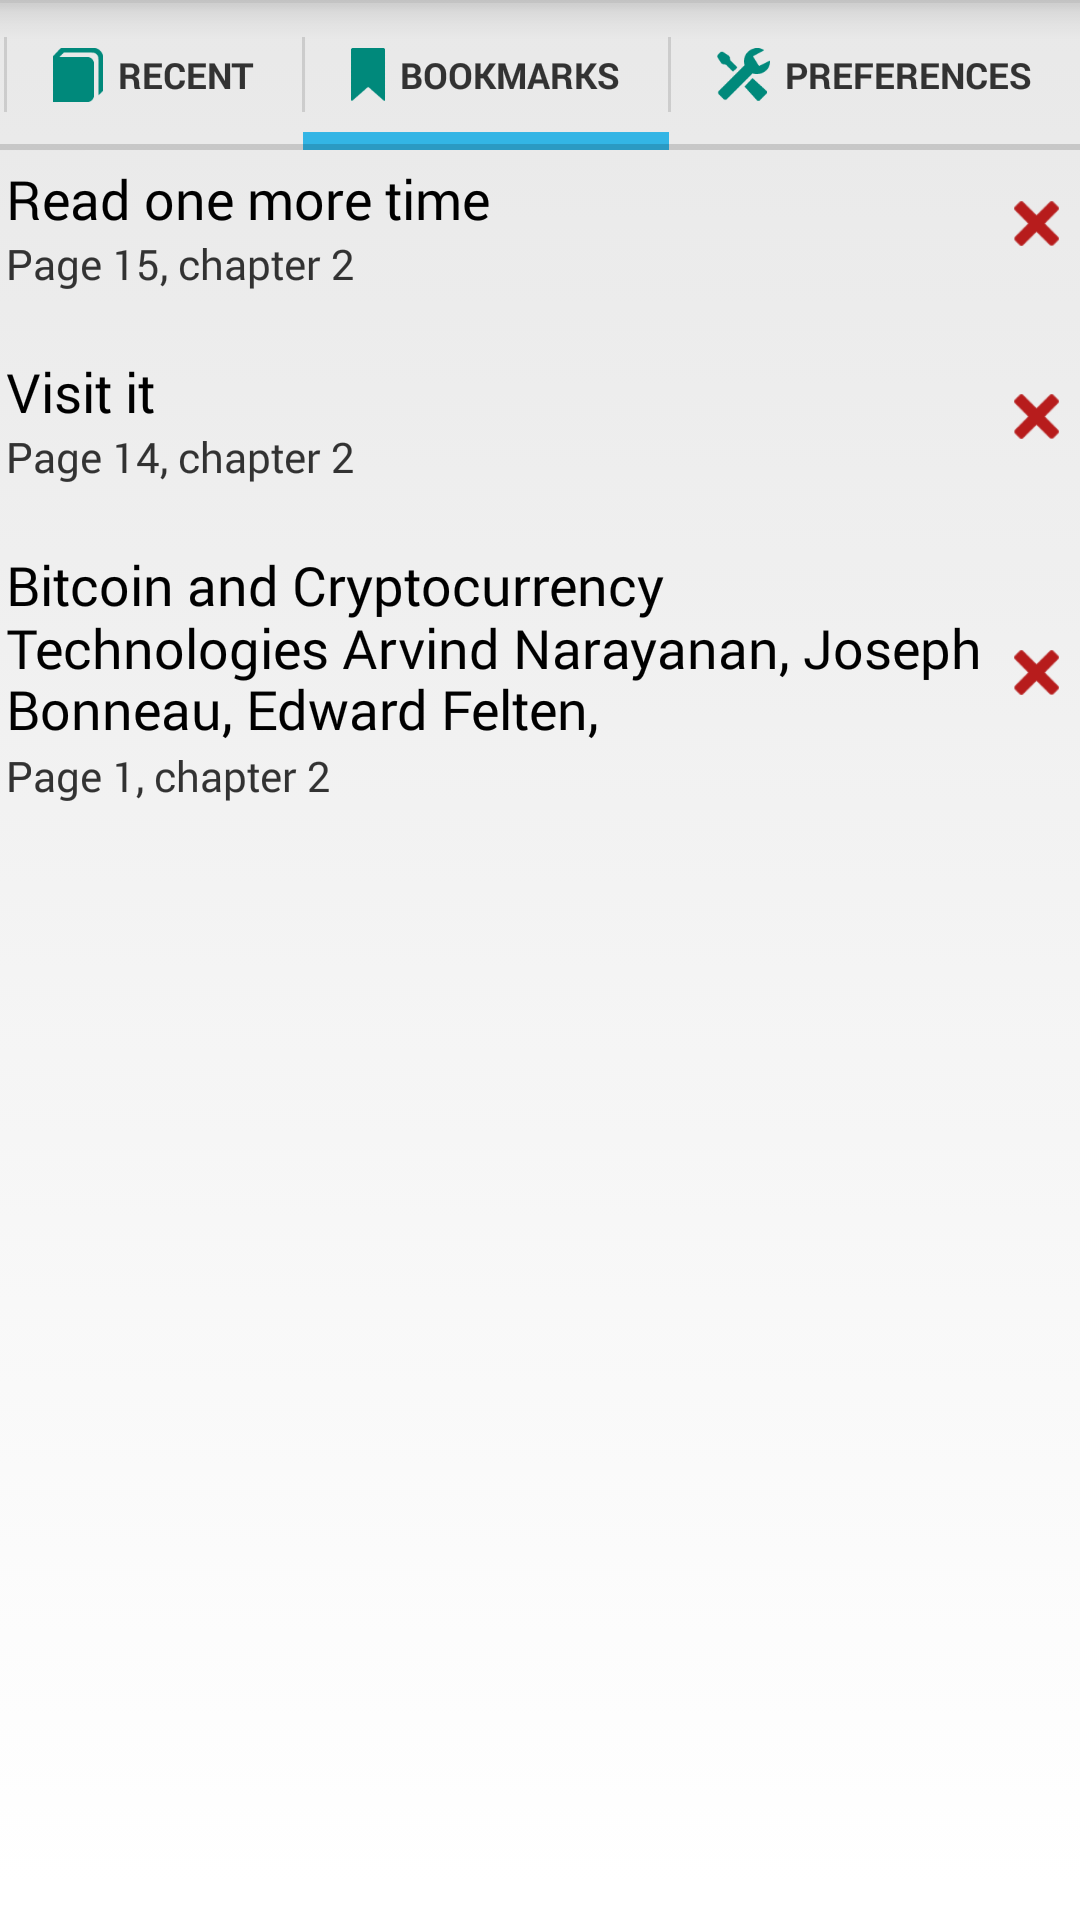 RECENT
BOOKMARKS
PREFERENCES
Read one more time
Page 15, chapter 2
Visit it
Page 14, chapter 2
Bitcoin and Cryptocurrency
Technologies Arvind Narayanan, Joseph
Bonneau, Edward Felten,
Page 1, chapter 2